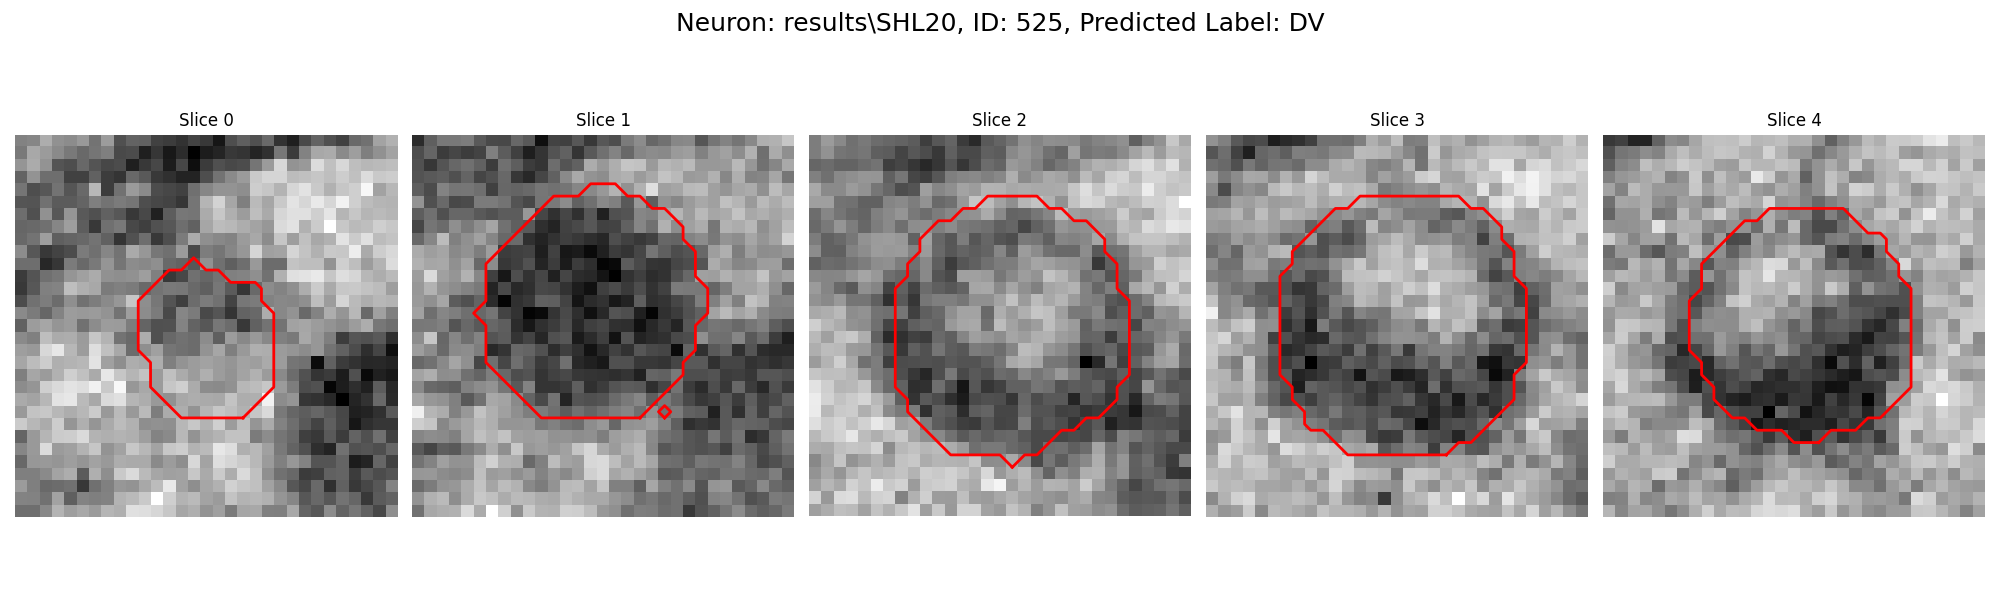 Neuron: results\SHL20, ID: 525, Predicted Label: DV
Slice 0
Slice 1
Slice 2
Slice 3
Slice 4